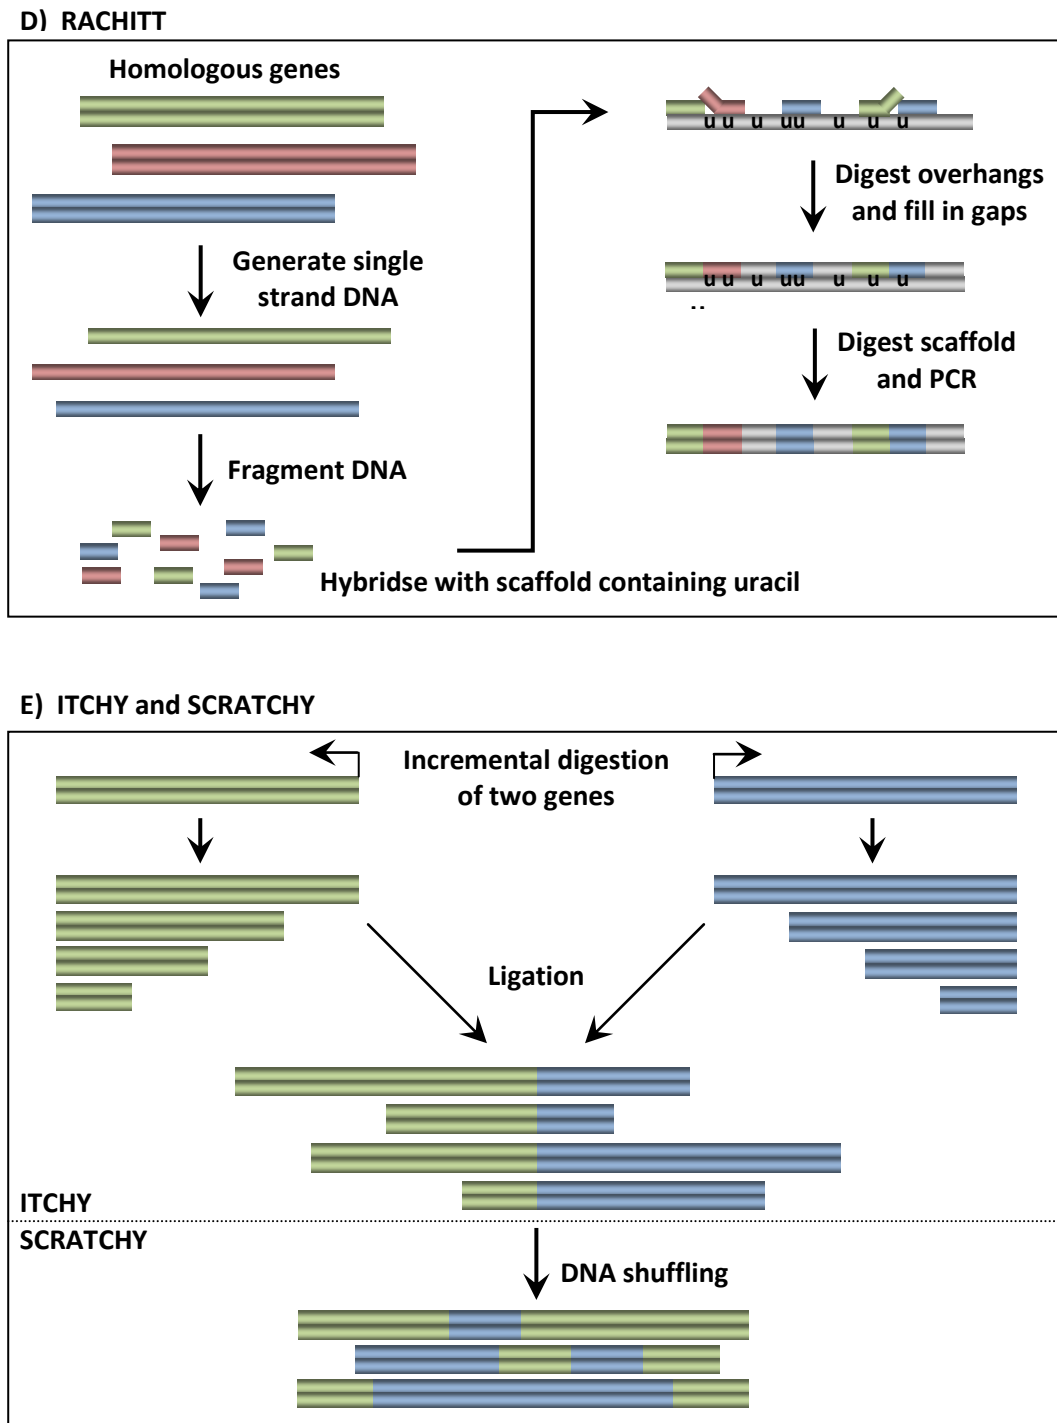 D) RACHITT
Homologous genes
Generate single
strand DNA
Fragment DNA
Hybridse with scaffold containing uracil
u u u uu u u u
Digest overhangs
and fill in gaps
u u u uu u u u
Digest scaffold
and PCR
E) ITCHY and SCRATCHY
Incremental digestion
of two genes
Ligation
ITCHY
SCRATCHY
DNA shuffling